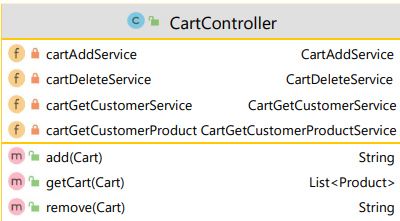 CartController
cartAddService CartAddService
cartDeleteService CartDeleteService
cartGetCustomerService CartGetCustomerService
cartGetCustomerProduct CartGetCustomerProductService
add(Cart) String
getCart(Cart) List<Product>
remove(Cart) String